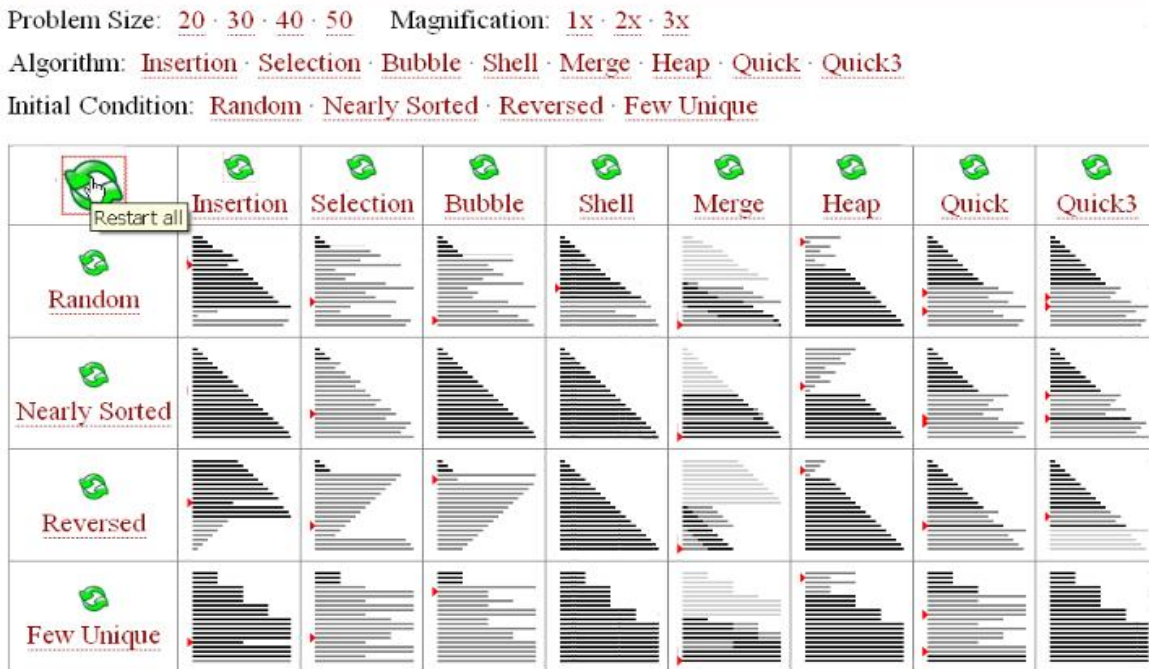 Problem Size: 20 · 30 · 40 · 50 Magnification: 1x · 2x · 3x
Algorithm: Insertion · Selection · Bubble · Shell · Merge · Heap · Quick · Quick3
Initial Condition: Random · Nearly Sorted · Reversed · Few Unique
Restart all
Insertion Selection Bubble Shell Merge Heap Quick Quick3
Random
Nearly Sorted
Reversed
Few Unique